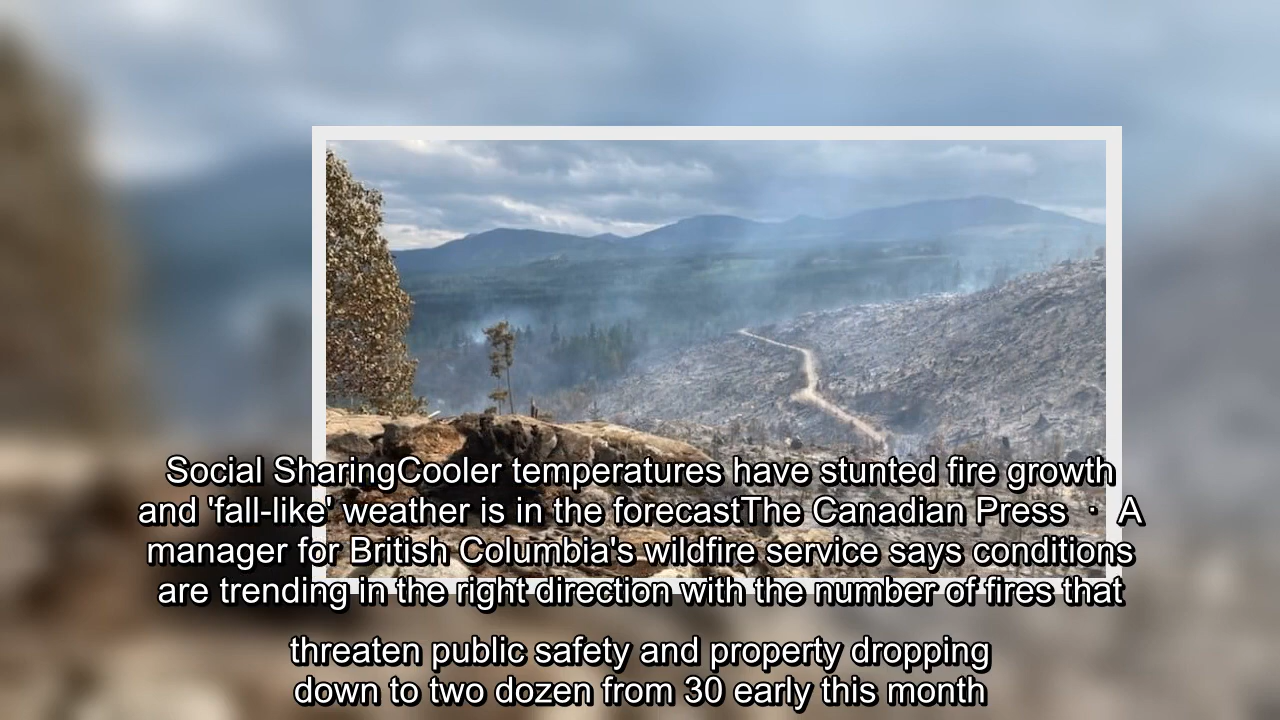 Social SharingCooler temperatures have stunted fire growth
and 'fall-like' weather is in the forecastThe Canadian Press · A
manager for British Columbia's wildfire service says conditions
are trending in the right direction with the number of fires that
threaten public safety and property dropping
down to two dozen from 30 early this month